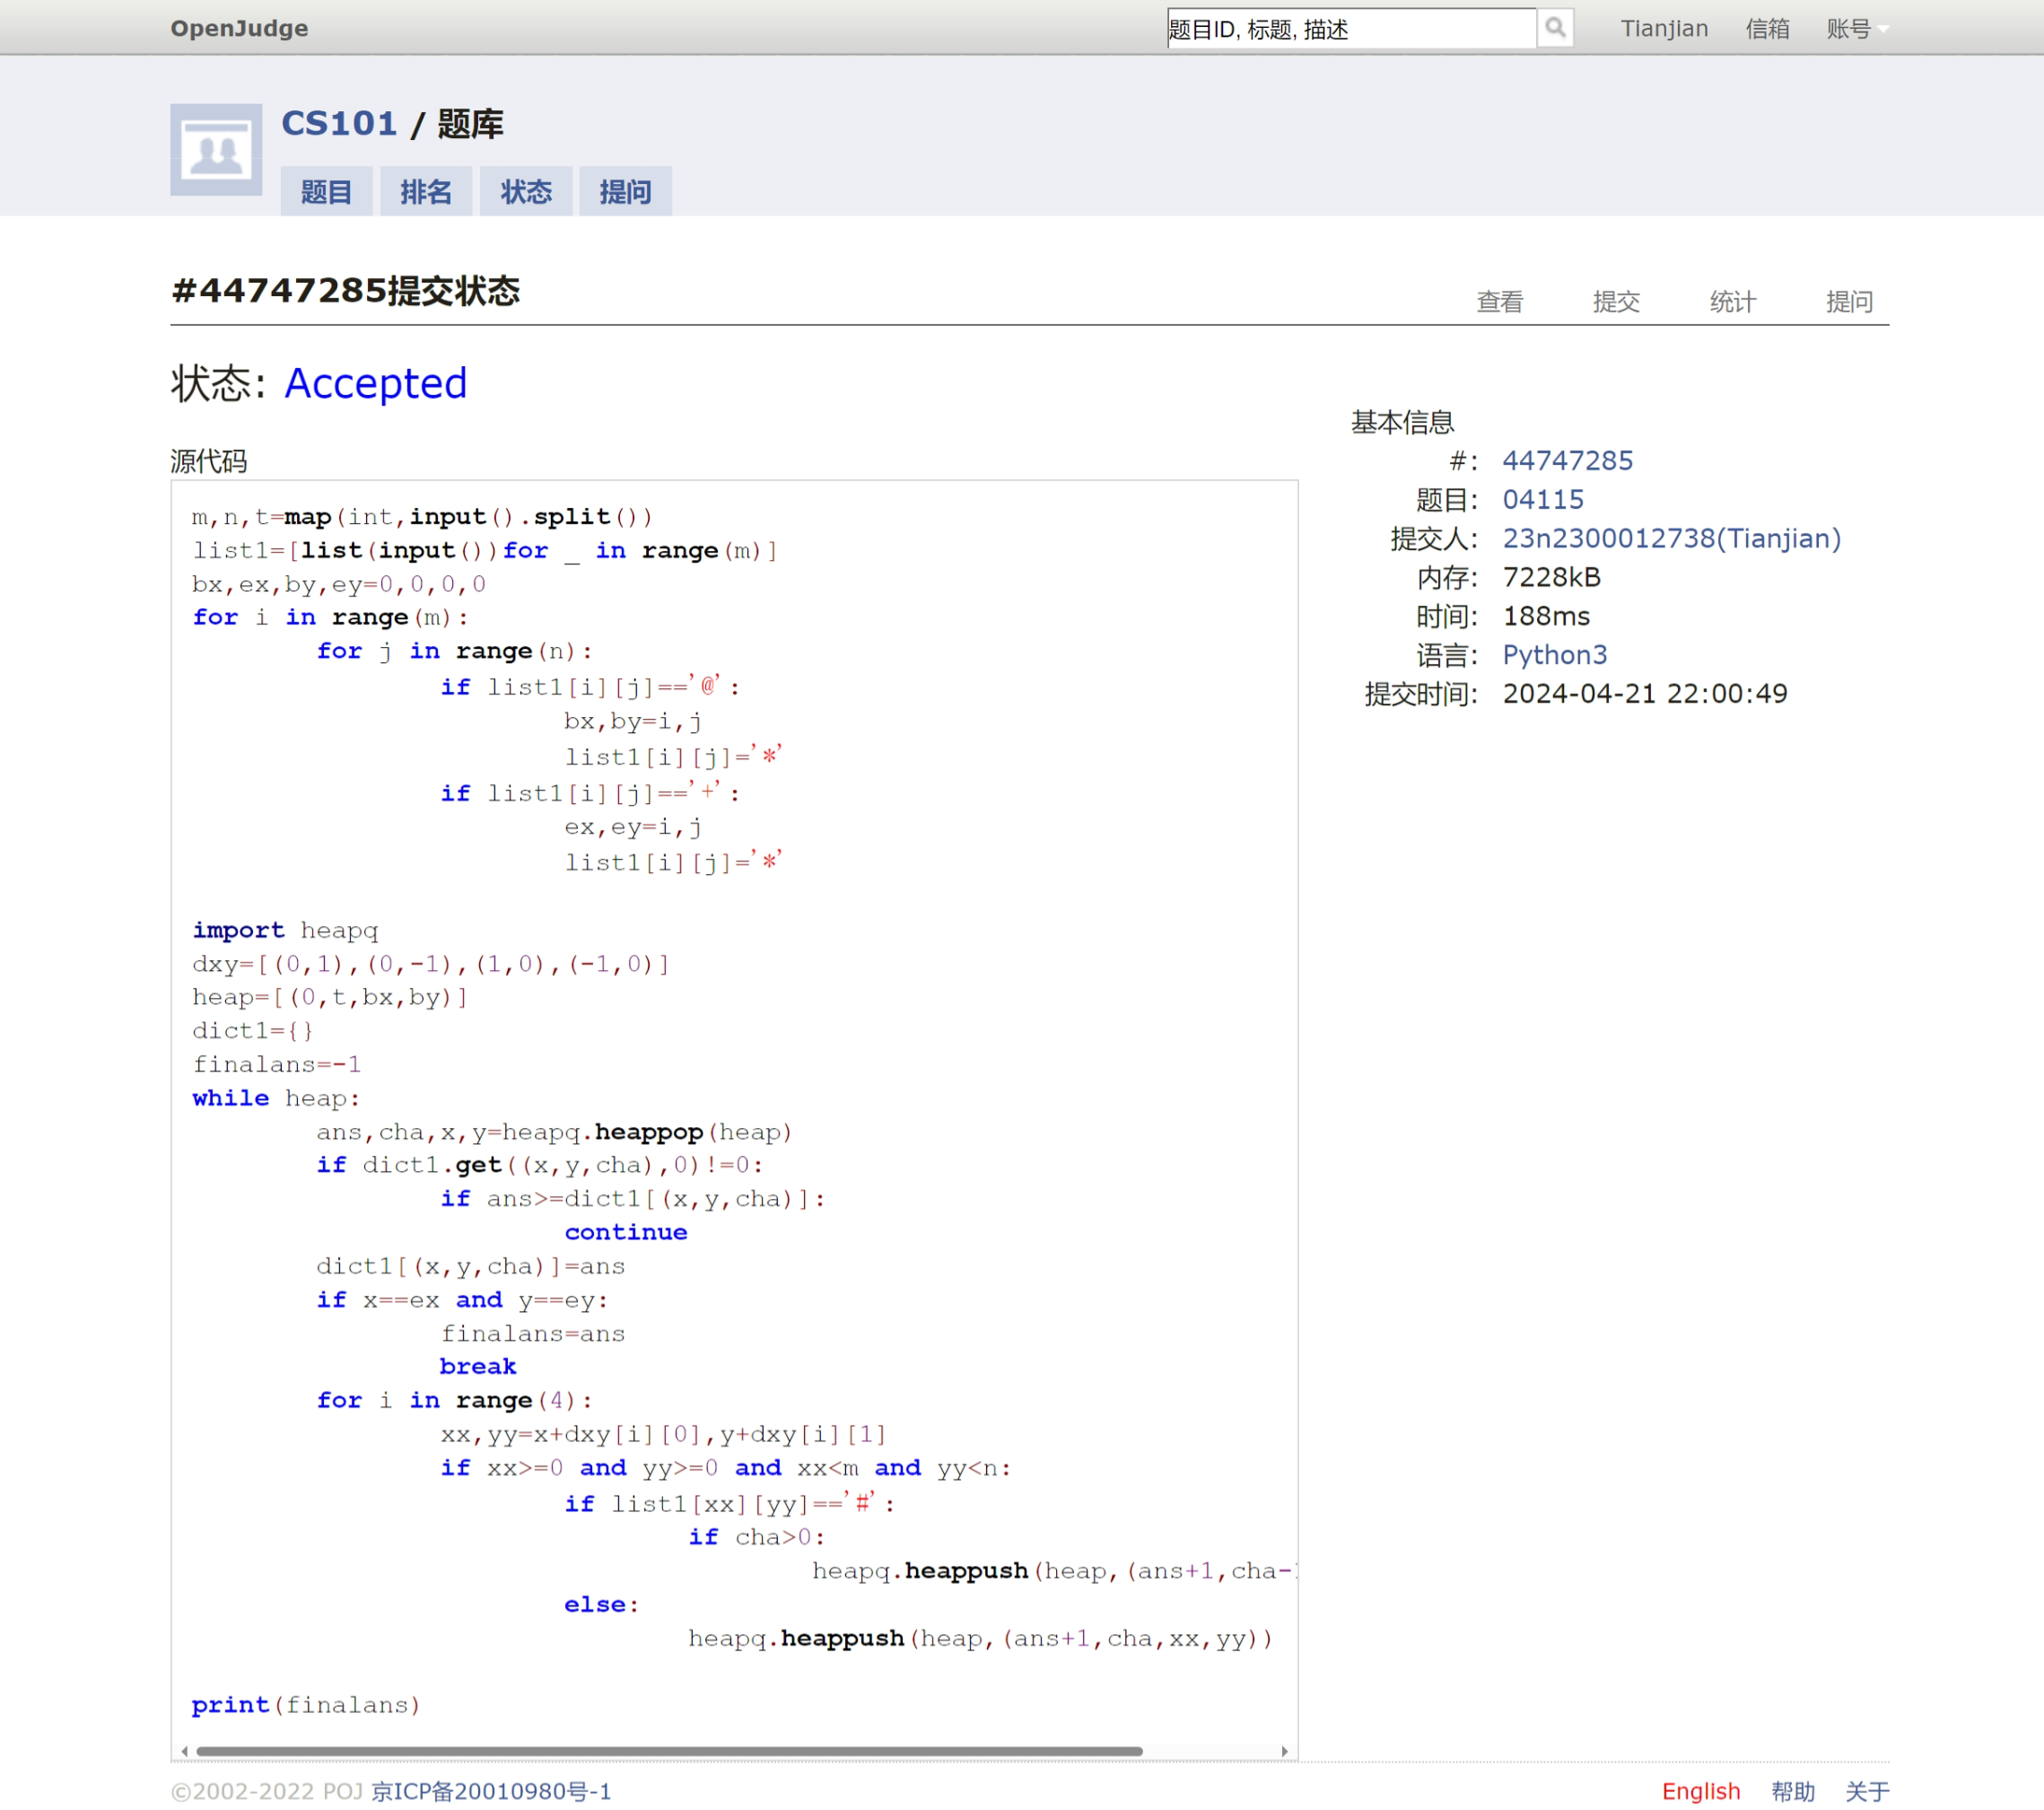 OpenJudge
题目ID, 标题, 描述
Tianjian 信箱 账号
CS101 / 题库
题目 排名 状态 提问
#44747285提交状态
查看 提交 统计 提问
状态: Accepted
源代码
m,n,t=map(int,input().split())
list1=[list(input())for _ in range(m)]
bx,ex,by,ey=0,0,0,0
for i in range(m):
    for j in range(n):
        if list1[i][j]=='@':
            bx,by=i,j
            list1[i][j]='*'
        if list1[i][j]=='+':
            ex,ey=i,j
            list1[i][j]='*'
import heapq
dxy=[(0,1),(0,-1),(1,0),(-1,0)]
heap=[(0,t,bx,by)]
dict1={}
finalans=-1
while heap:
    ans,cha,x,y=heapq.heappop(heap)
    if dict1.get((x,y,cha),0)!=0:
        if ans>=dict1[(x,y,cha)]:
            continue
    dict1[(x,y,cha)]=ans
    if x==ex and y==ey:
        finalans=ans
        break
    for i in range(4):
        xx,yy=x+dxy[i][0],y+dxy[i][1]
        if xx>=0 and yy>=0 and xx<m and yy<n:
            if list1[xx][yy]=='#':
                if cha>0:
                    heapq.heappush(heap,(ans+1,cha-
            else:
                heapq.heappush(heap,(ans+1,cha,xx,yy))
print(finalans)
基本信息
#: 44747285
题目: 04115
提交人: 23n2300012738(Tianjian)
内存: 7228kB
时间: 188ms
语言: Python3
提交时间: 2024-04-21 22:00:49
©2002-2022 POJ 京ICP备20010980号-1
English 帮助 关于